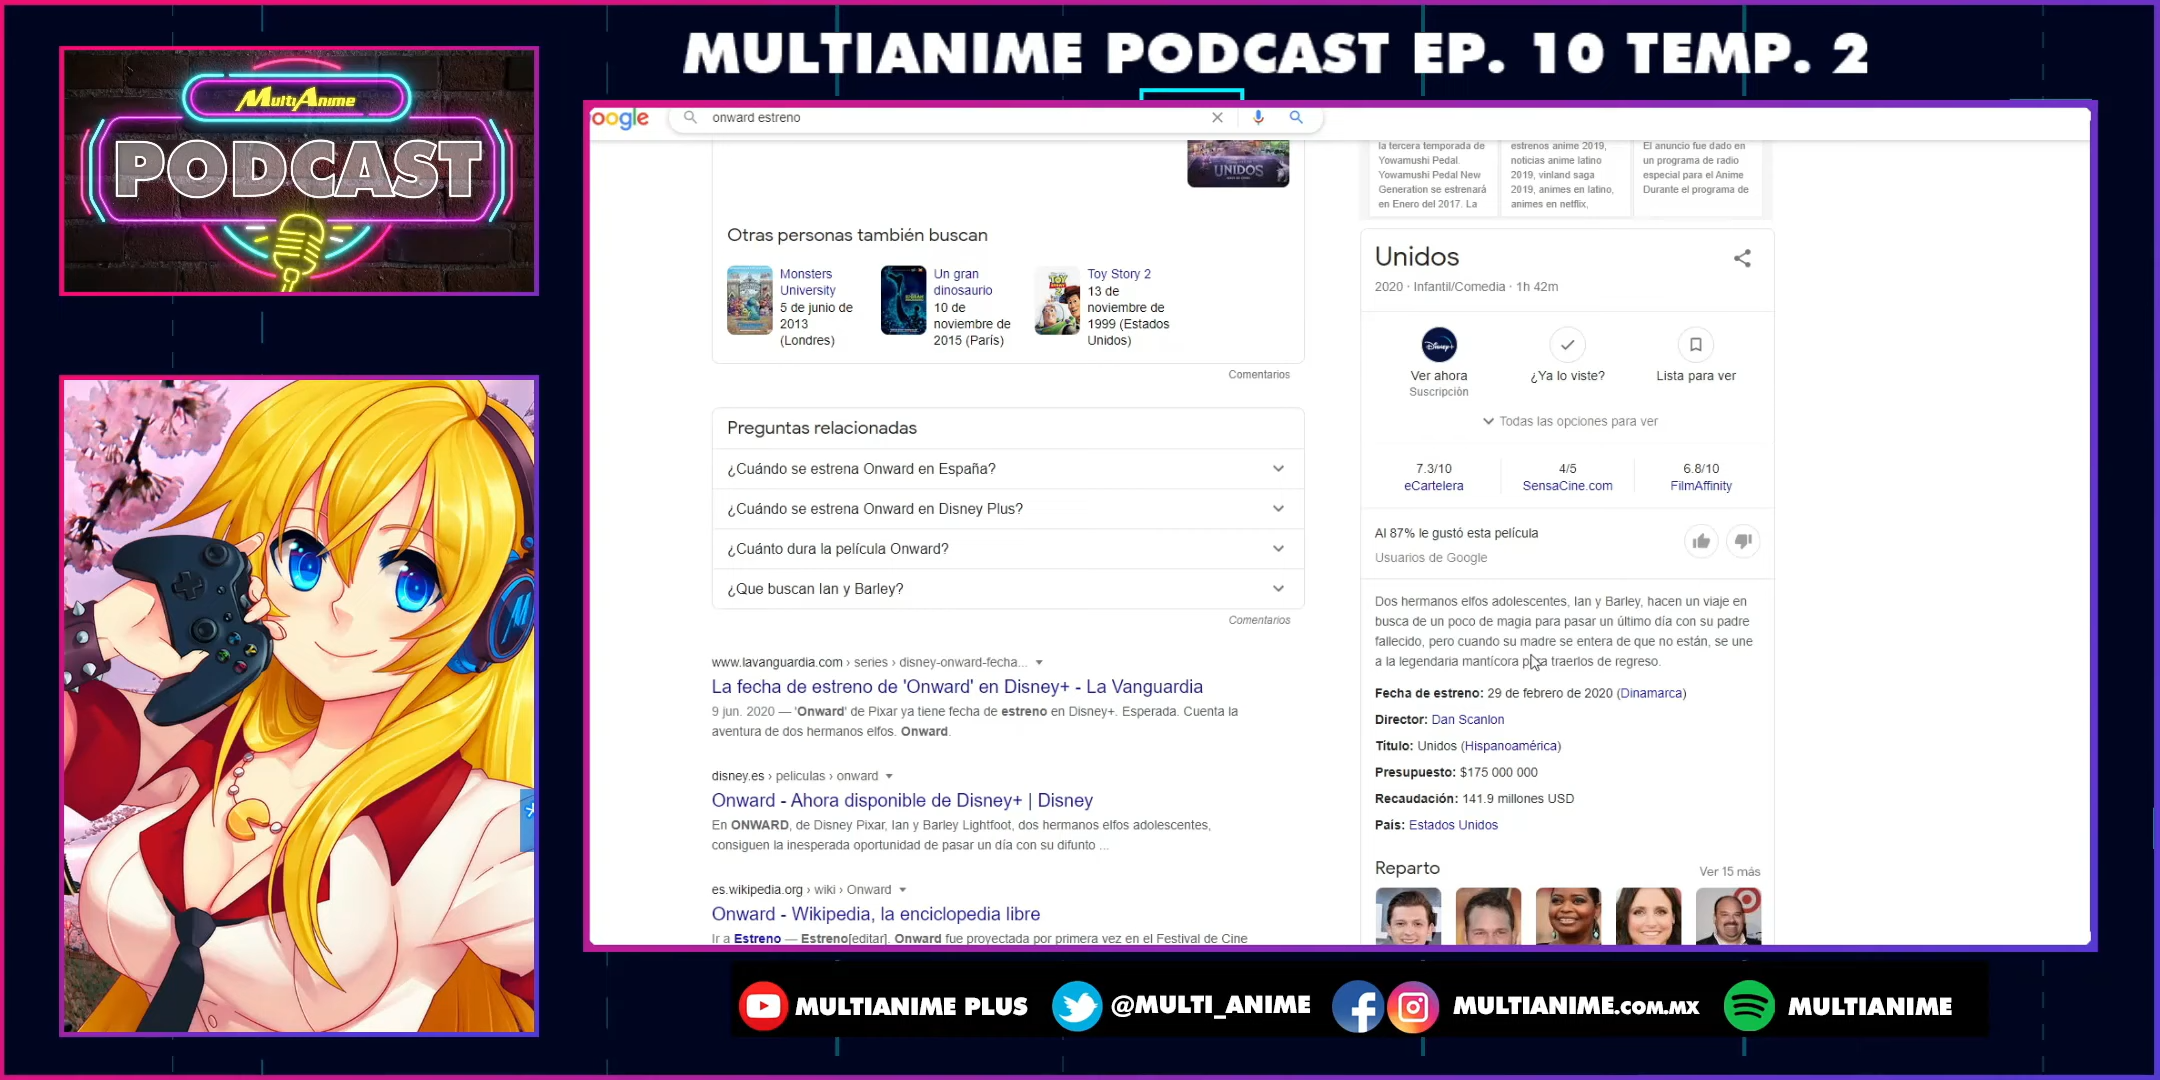 MULTIANIME PODCAST EP. 10 TEMP. 2
MultiAnime
PODCAST
oogle
onward estreno
UNIDOS
Otras personas también buscan
Monsters
University
5 de junio de
2013
(Londres)
Un gran
dinosaurio
10 de
noviembre de
2015 (París)
Toy Story 2
13 de
noviembre de
1999 (Estados
Unidos)
Comentarios
Preguntas relacionadas
¿Cuándo se estrena Onward en España?
¿Cuándo se estrena Onward en Disney Plus?
¿Cuánto dura la película Onward?
¿Que buscan Ian y Barley?
Comentarios
www.lavanguardia.com › series › disney-onward-fecha...
La fecha de estreno de 'Onward' en Disney+ - La Vanguardia
9 jun. 2020 — 'Onward' de Pixar ya tiene fecha de estreno en Disney+. Esperada. Cuenta la
aventura de dos hermanos elfos. Onward.
disney.es › peliculas › onward
Onward - Ahora disponible de Disney+ | Disney
En ONWARD, de Disney Pixar, Ian y Barley Lightfoot, dos hermanos elfos adolescentes,
consiguen la inesperada oportunidad de pasar un día con su difunto ...
es.wikipedia.org › wiki › Onward
Onward - Wikipedia, la enciclopedia libre
Ir a Estreno — Estreno[editar]. Onward fue proyectada por primera vez en el Festival de Cine
la tercera temporada de
Yowamushi Pedal.
Yowamushi Pedal New
Generation se estrenará
en Enero del 2017. La
estrenos anime 2019,
noticias anime latino
2019, vinland saga
2019, animes en latino,
animes en netflix,
El anuncio fue dado en
un programa de radio
especial para el Anime
Durante el programa de
Unidos
2020 · Infantil/Comedia · 1h 42m
Disney+
Ver ahora
Suscripción
¿Ya lo viste?
Lista para ver
Todas las opciones para ver
7.3/10
eCartelera
4/5
SensaCine.com
6.8/10
FilmAffinity
Al 87% le gustó esta película
Usuarios de Google
Dos hermanos elfos adolescentes, Ian y Barley, hacen un viaje en
busca de un poco de magia para pasar un último día con su padre
fallecido, pero cuando su madre se entera de que no están, se une
a la legendaria mantícora para traerlos de regreso.
Fecha de estreno: 29 de febrero de 2020 (Dinamarca)
Director: Dan Scanlon
Título: Unidos (Hispanoamérica)
Presupuesto: $175 000 000
Recaudación: 141.9 millones USD
País: Estados Unidos
Reparto
Ver 15 más
MULTIANIME PLUS
@MULTI_ANIME
MULTIANIME.COM.MX
MULTIANIME